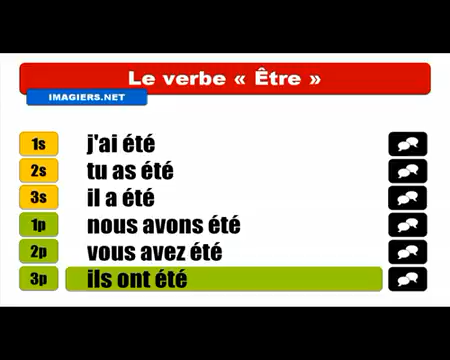 Le verbe « Être »
IMAGIERS.NET
1s j'ai été
2s tu as été
3s il a été
1p nous avons été
2p vous avez été
3p ils ont été